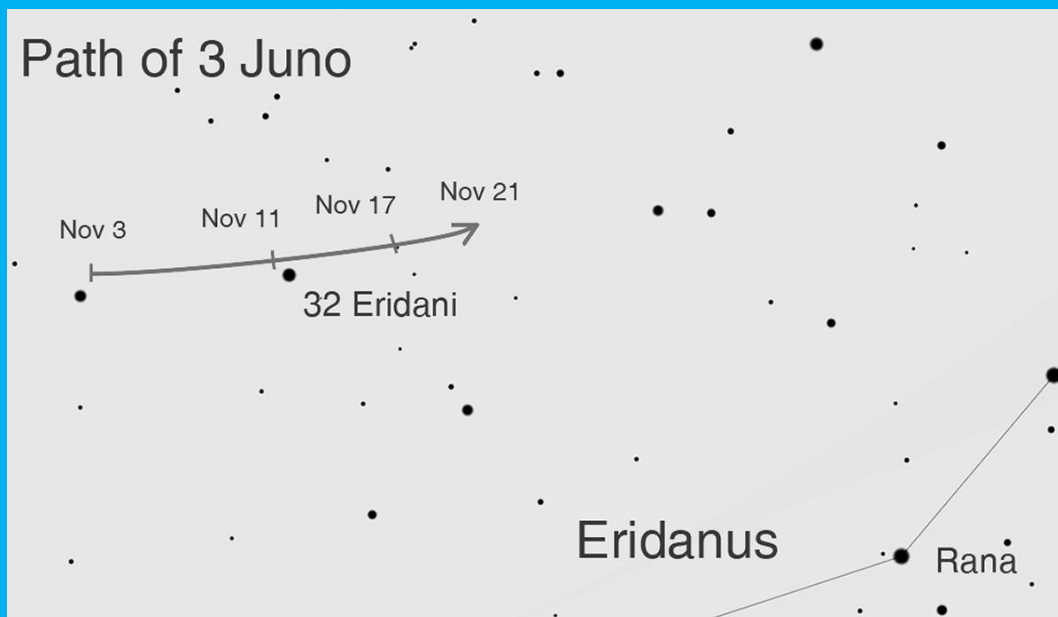 Path of 3 Juno
Nov 3
Nov 11
Nov 17
Nov 21
32 Eridani
Eridanus
Rana